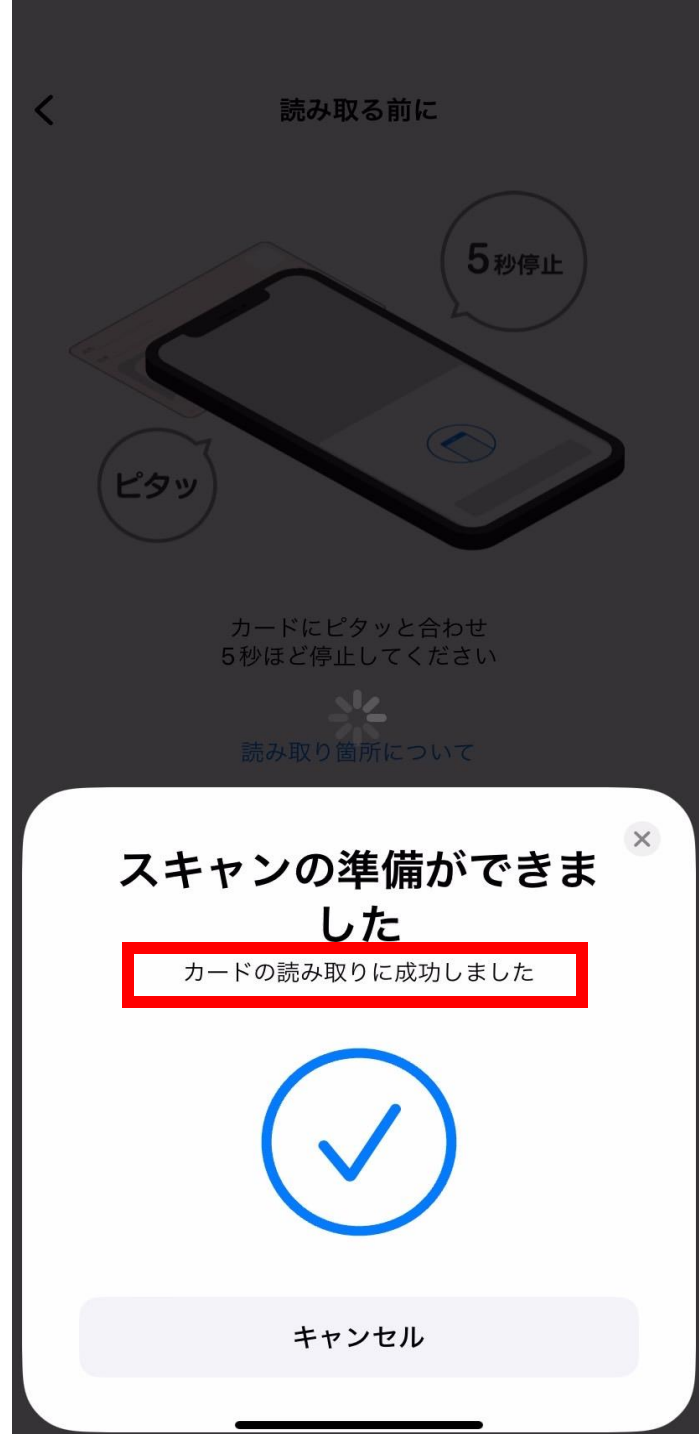 読み取る前に
5秒停止
ピタッ
カードにピタッと合わせ
5秒ほど停止してください
読み取り箇所について
スキャンの準備ができま
した
カードの読み取りに成功しました
キャンセル